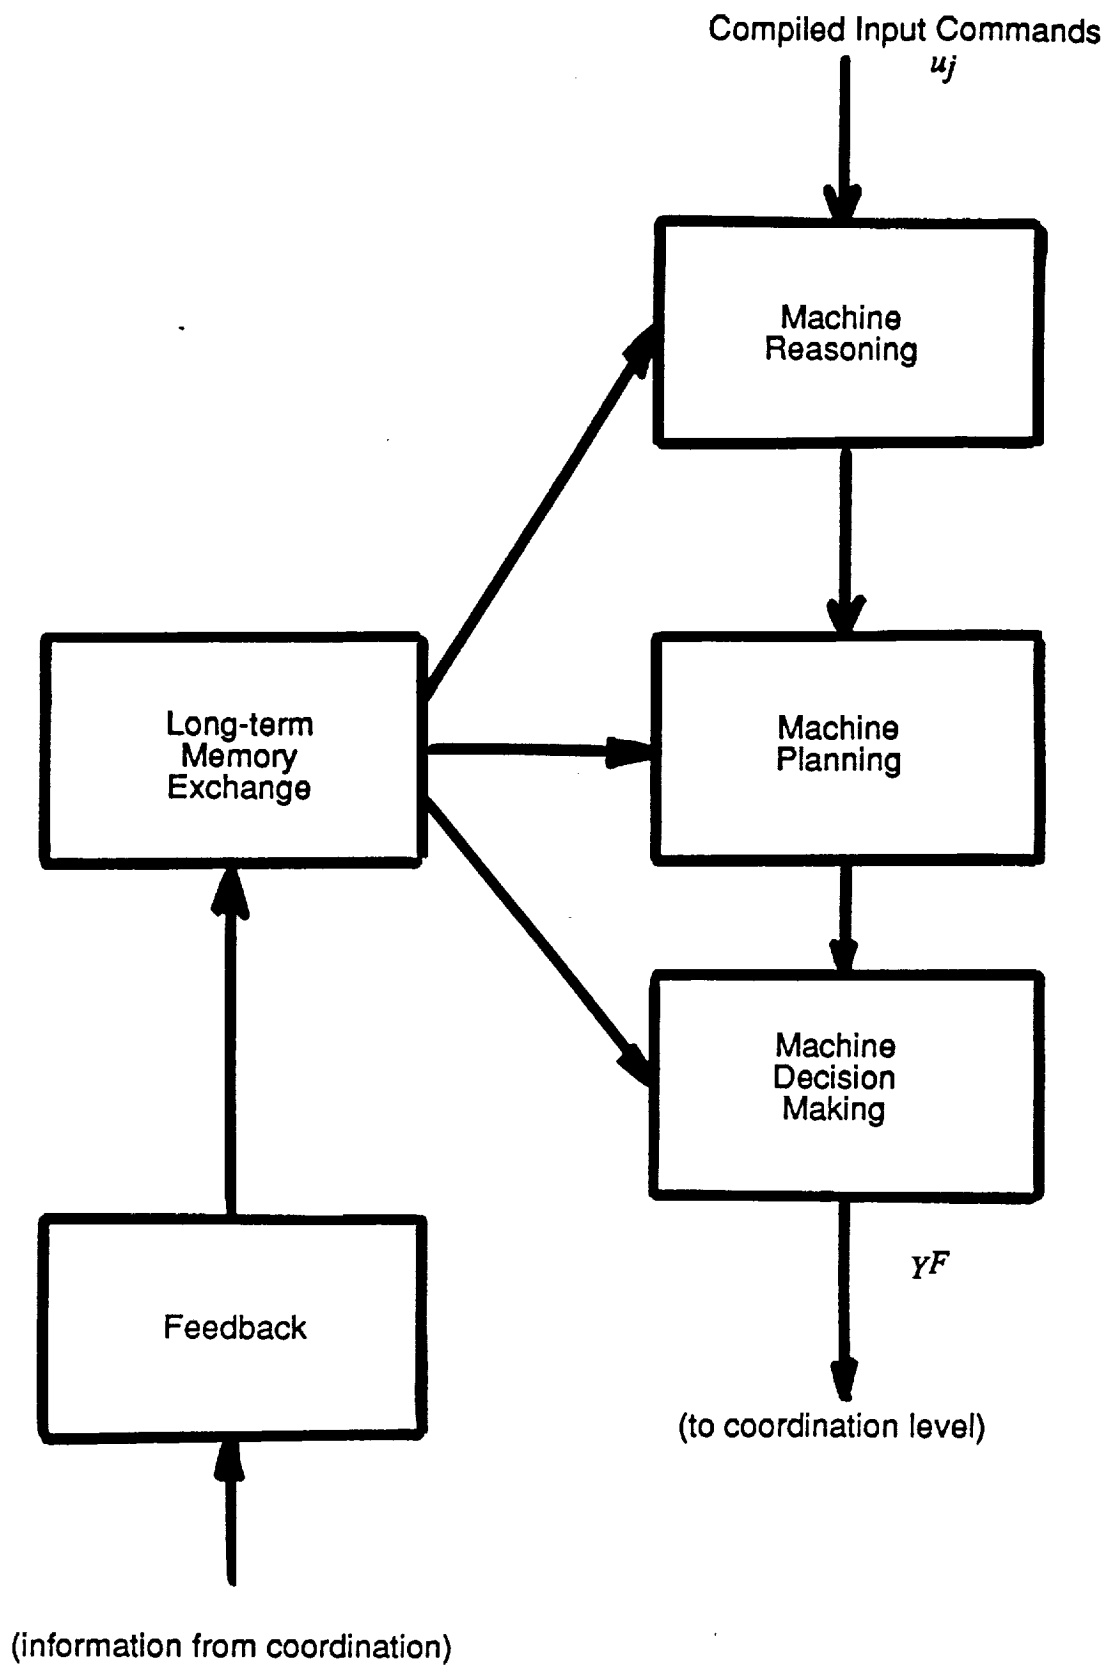 Compiled Input Commands
uj
Machine
Reasoning
Long-term
Memory
Exchange
Machine
Planning
Machine
Decision
Making
YF
Feedback
(to coordination level)
(information from coordination)